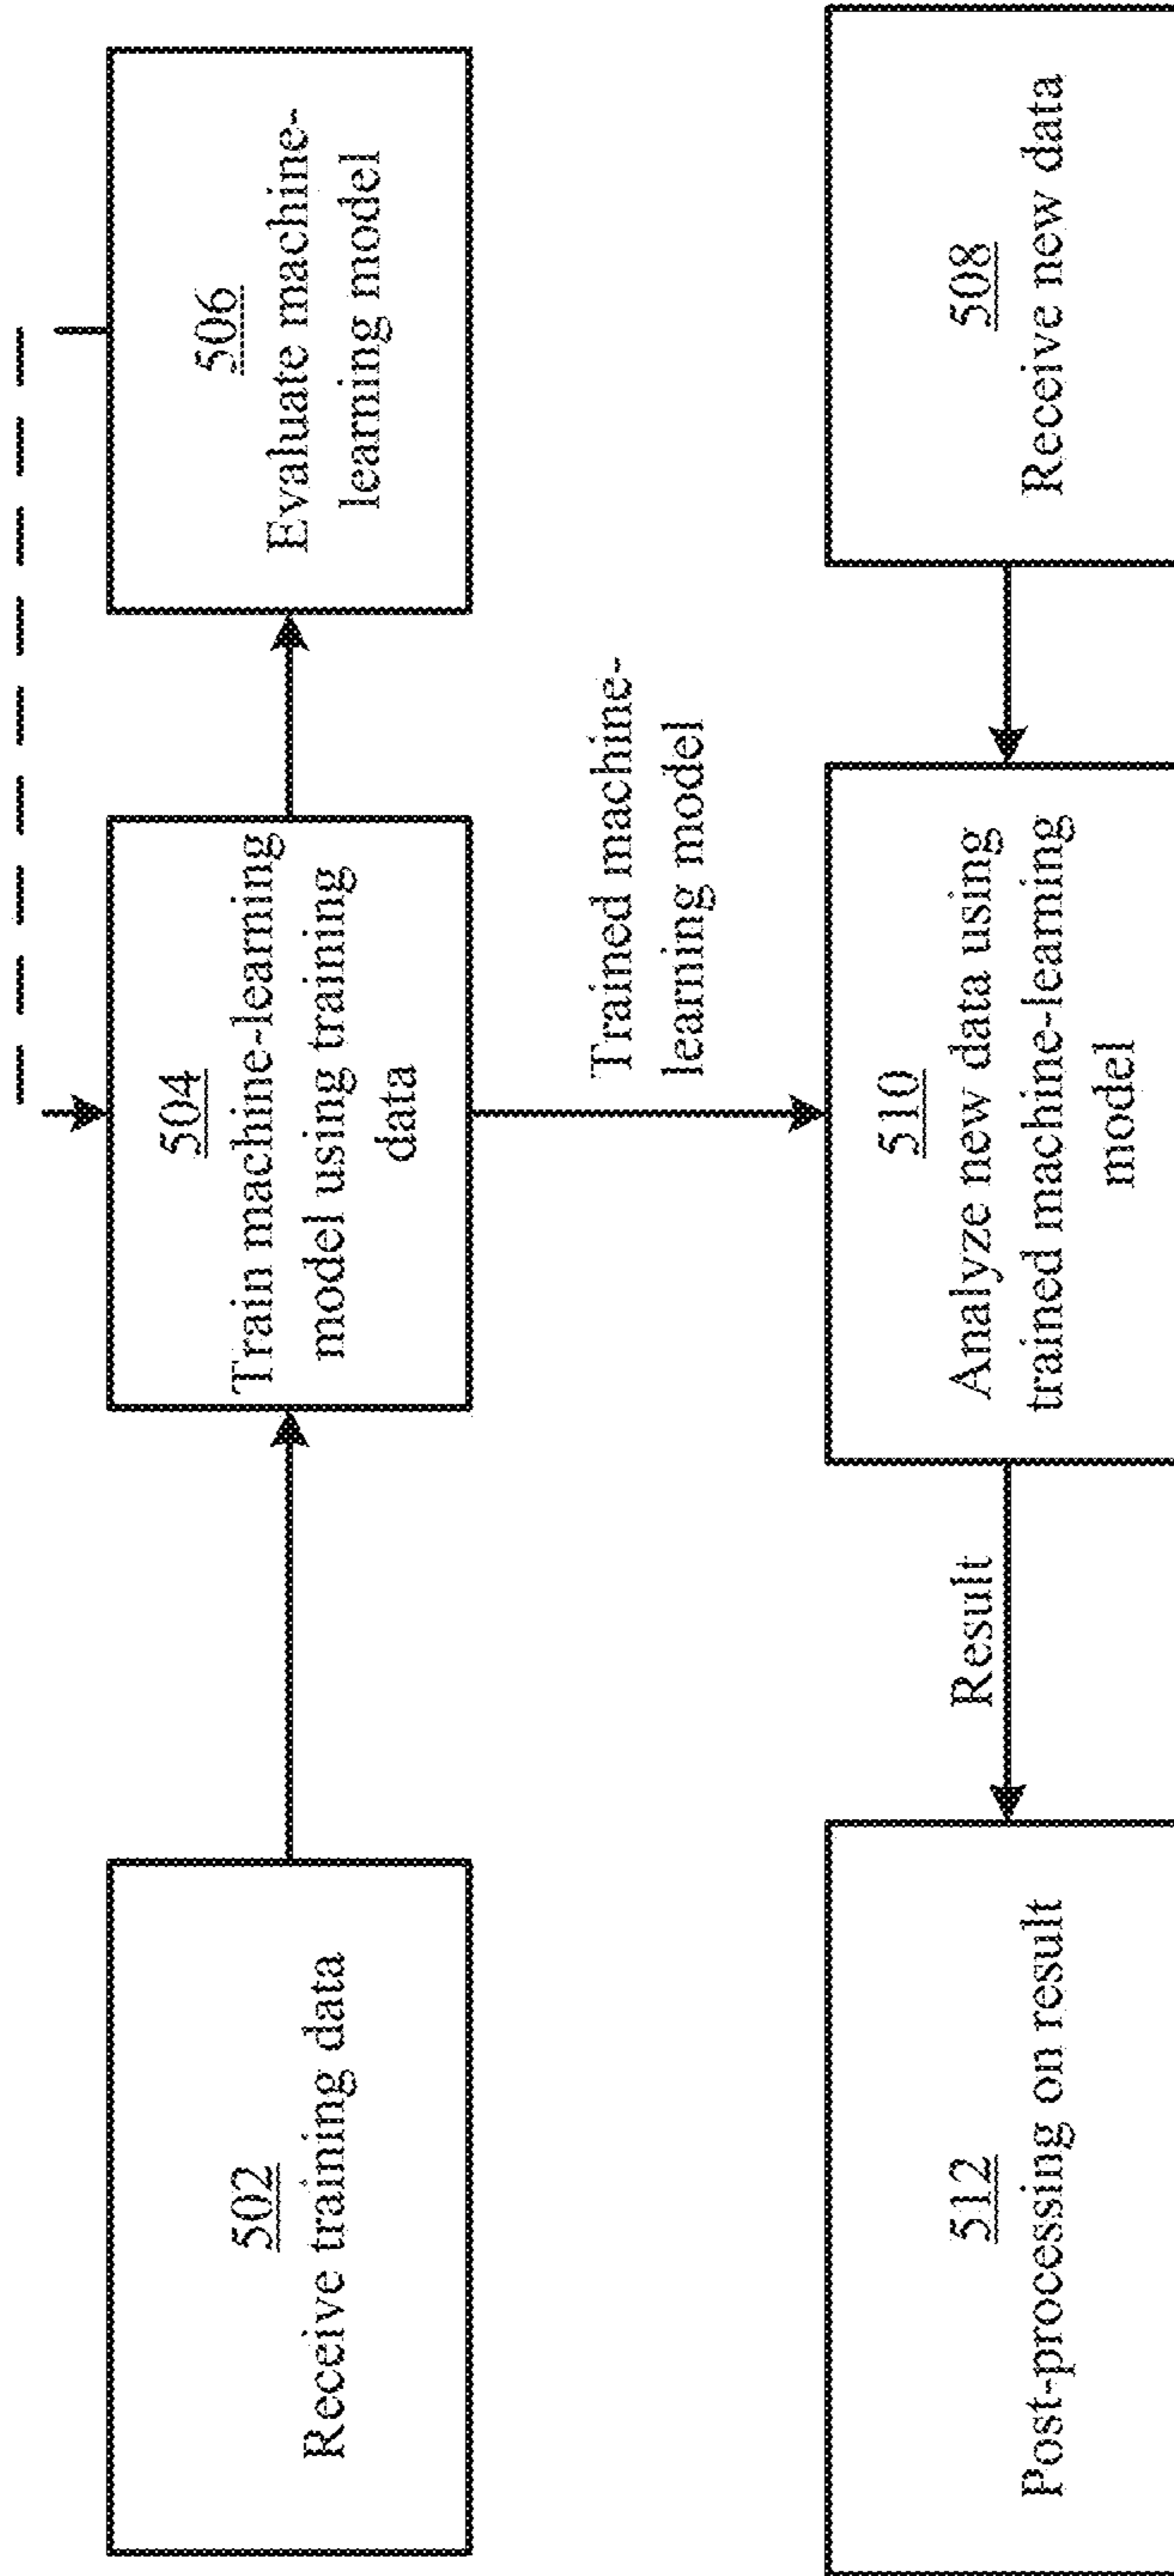 502
Receive training data
504
Train machine-learning
model using training
data
506
Evaluate machine-
learning model
Trained machine-
learning model
512
Post-processing on result
Result
510
Analyze new data using
trained machine-learning
model
508
Receive new data